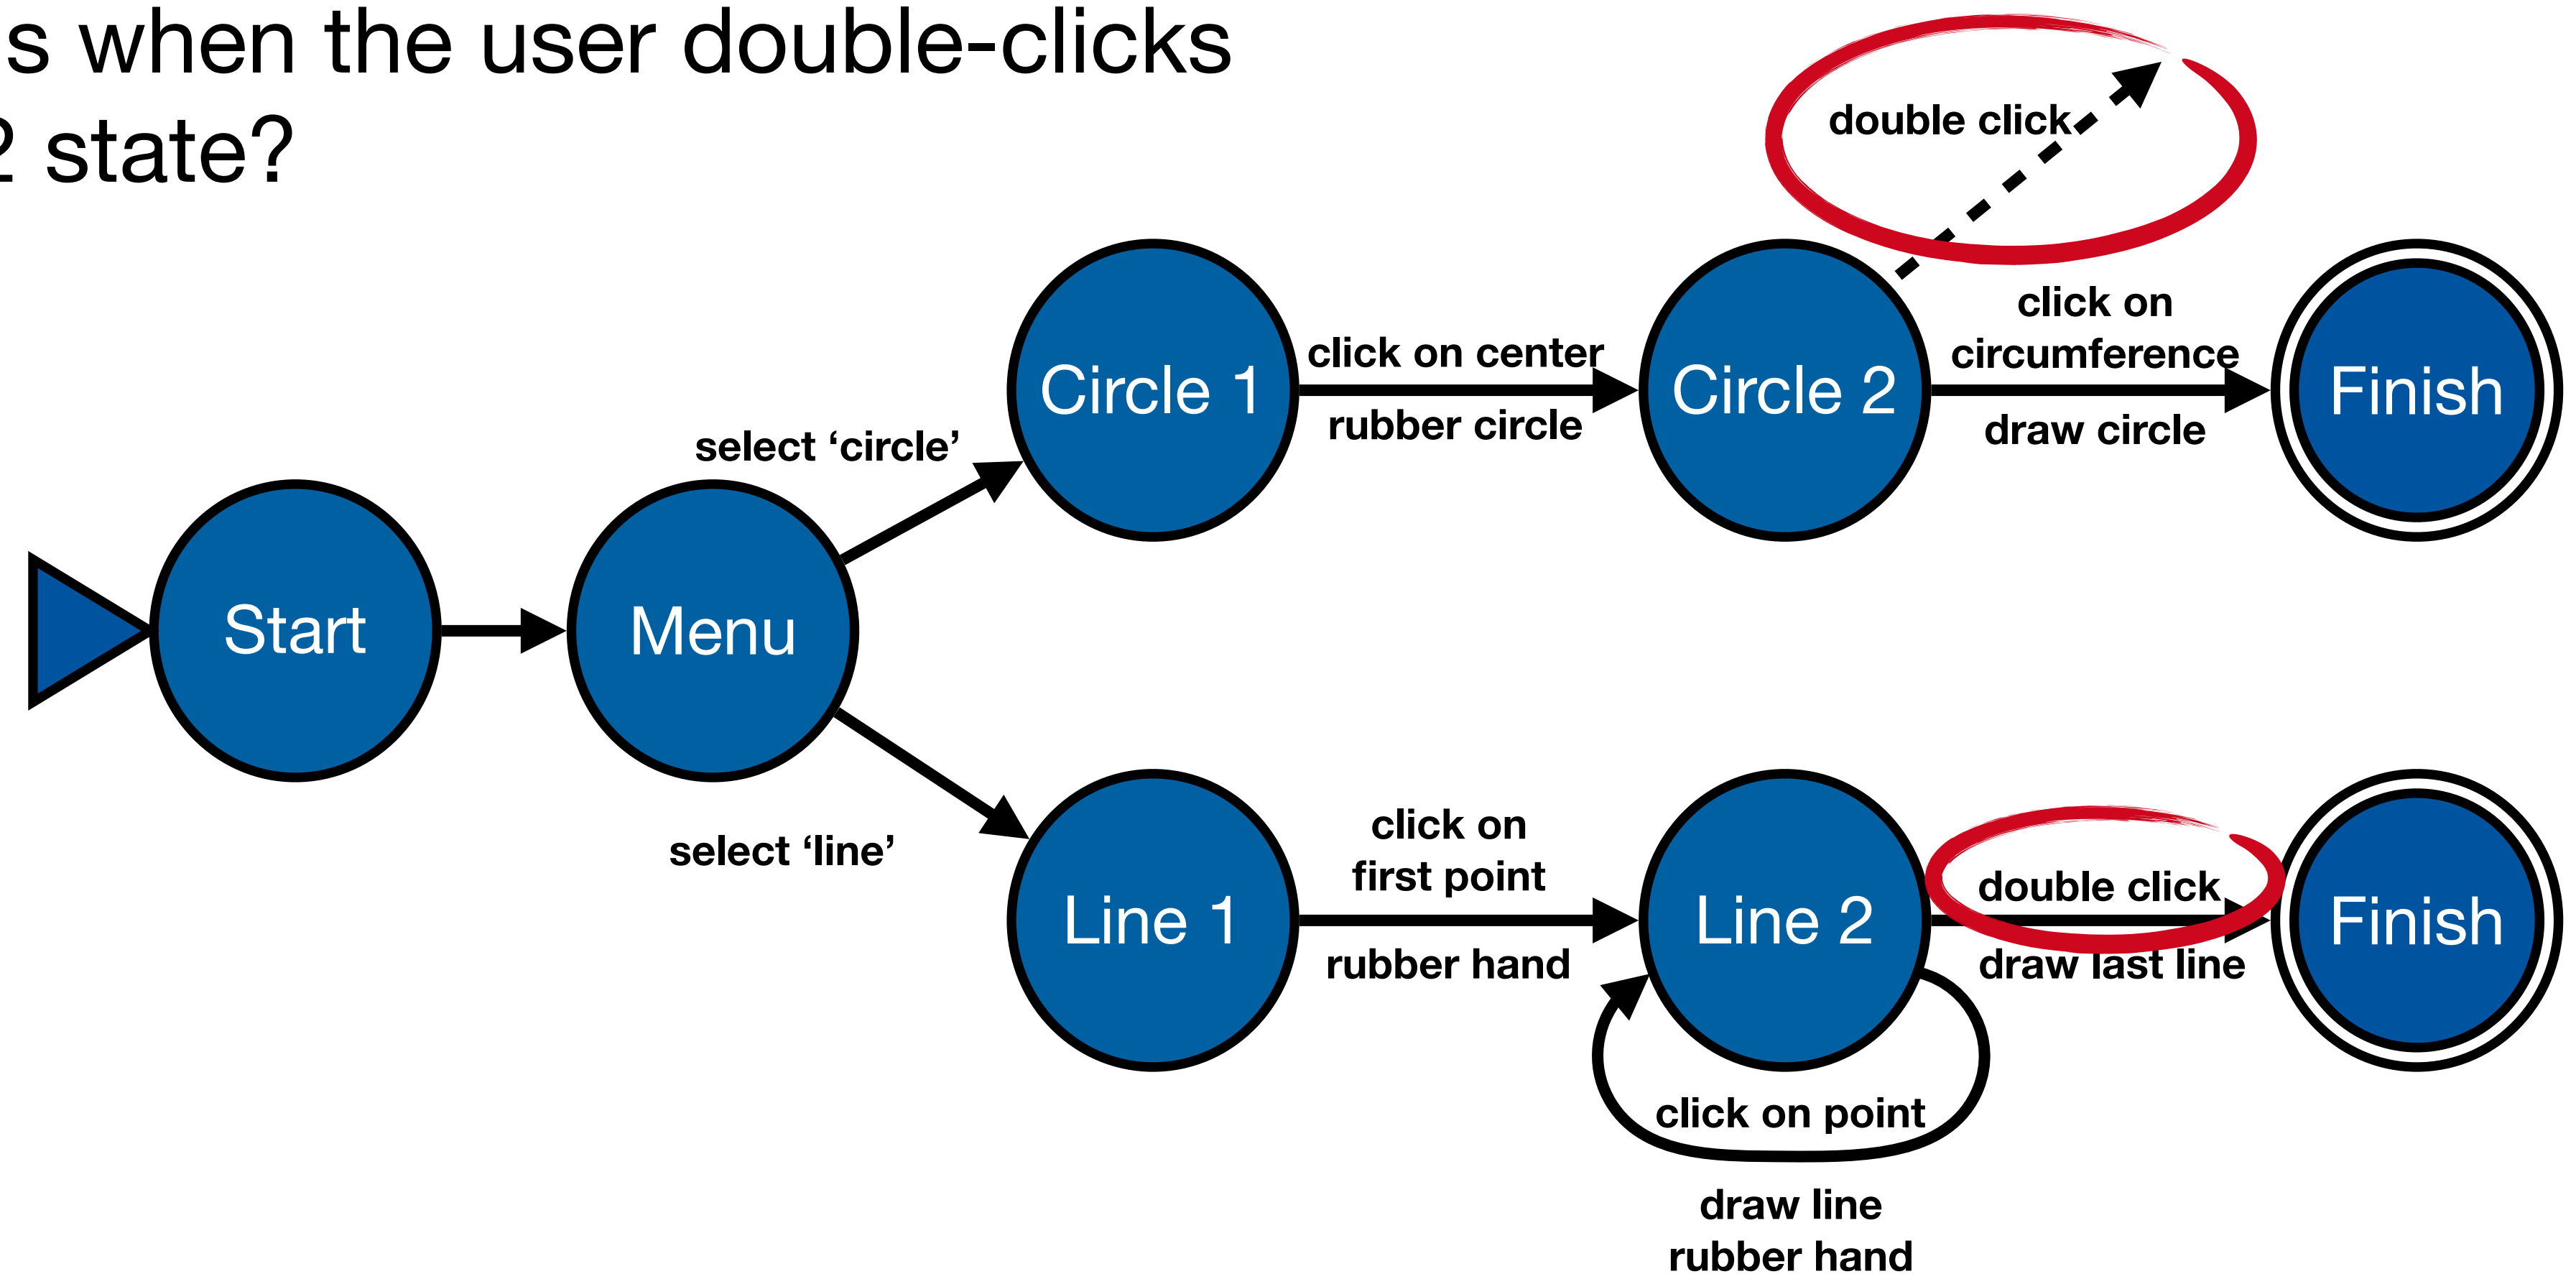 s when the user double-clicks
2 state?
double click
click on
circumference
Circle 1
click on center
Circle 2
Finish
rubber circle
draw circle
select ‘circle’
Start
Menu
select ‘line’
click on
first point
double click
Line 1
Line 2
Finish
rubber hand
draw last line
click on point
draw line
rubber hand